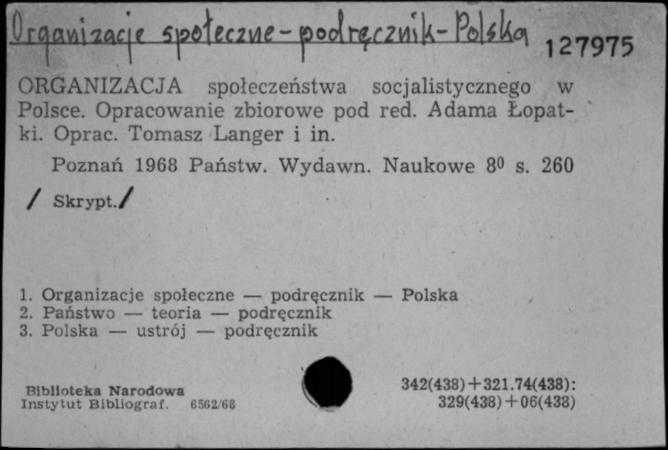 Organizacje społeczne - podręcznik - Polska 127975
ORGANIZACJA społeczeństwa socjalistycznego w
Polsce. Opracowanie zbiorowe pod red. Adama Łopat-
ki. Oprac. Tomasz Langer i in.
Poznań 1968 Państw. Wydawn. Naukowe 8⁰ s. 260
/ Skrypt./
1. Organizacje społeczne — podręcznik — Polska
2. Państwo — teoria — podręcznik
3. Polska — ustrój — podręcznik
Biblioteka Narodowa 342(438)+321.74(438):
Instytut Bibliograf. 6562/68 329(438)+06(438)